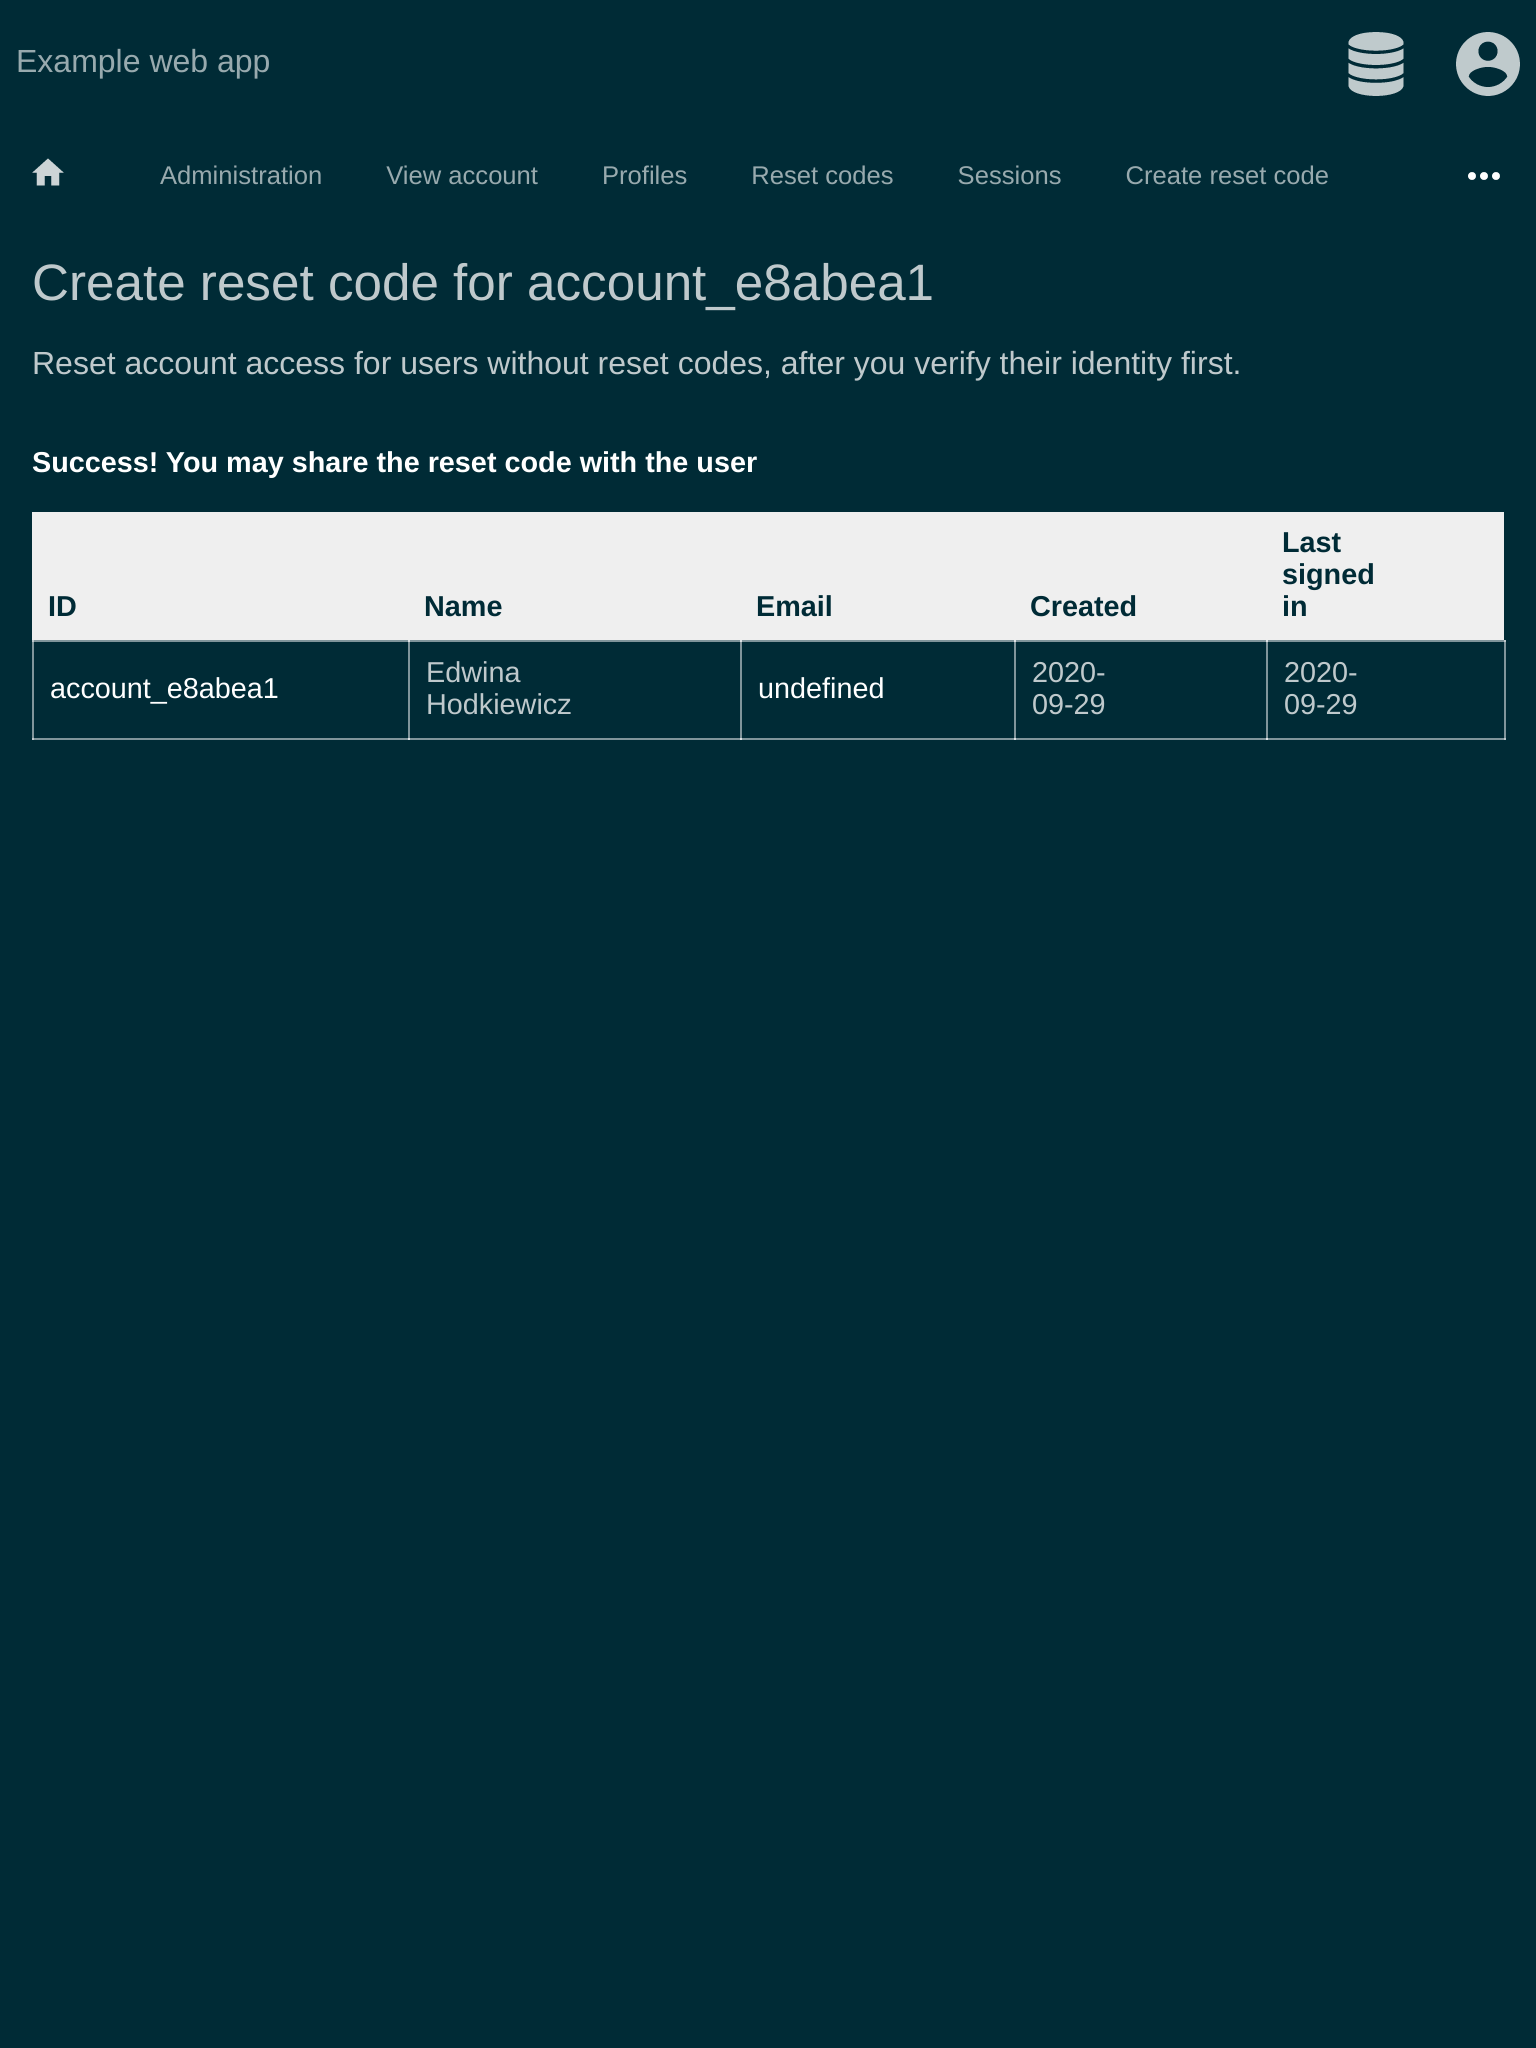 Example web app
Administration View account Profiles Reset codes Sessions Create reset code
Create reset code for account_e8abea1
Reset account access for users without reset codes, after you verify their identity first.
Success! You may share the reset code with the user
ID Name Email Created Last signed in
account_e8abea1 Edwina Hodkiewicz undefined 2020-09-29 2020-09-29